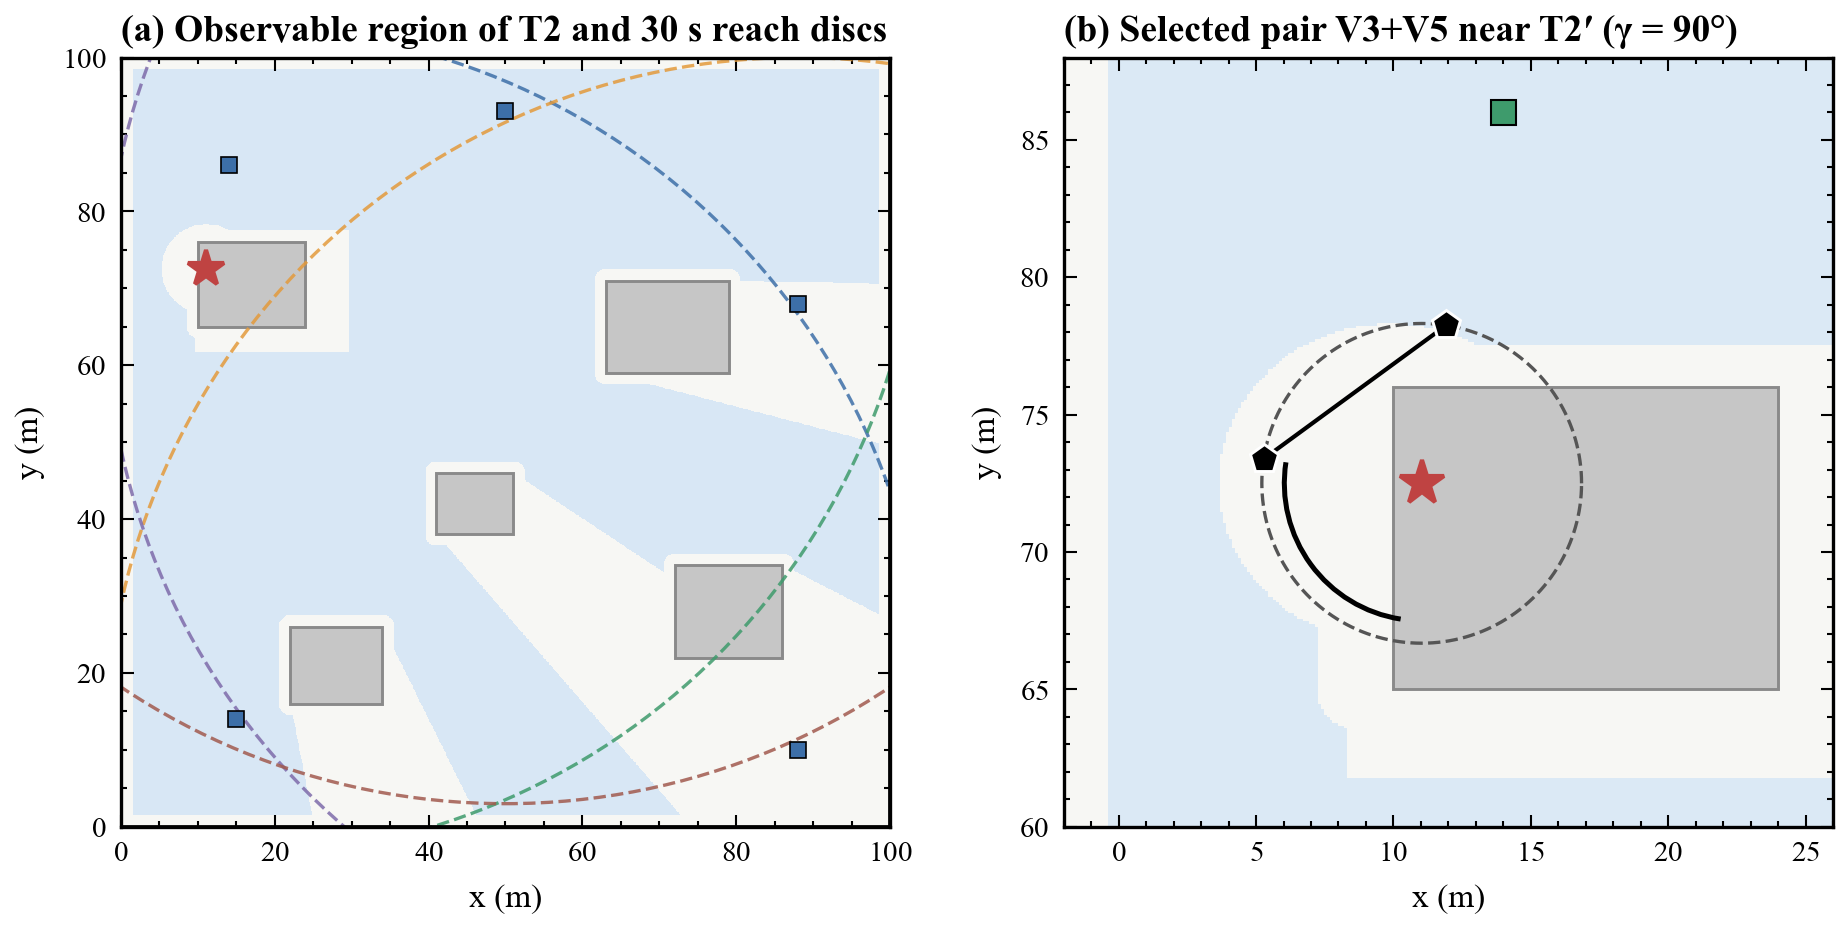 (a) Observable region of T2 and 30 s reach discs
100
80
60
40
20
0
y (m)
0 20 40 60 80 100
x (m)
(b) Selected pair V3+V5 near T2′ (γ = 90°)
85
80
75
70
65
60
y (m)
0 5 10 15 20 25
x (m)